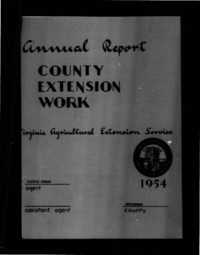 Annual Report
COUNTY
EXTENSION
WORK
Virginia Agricultural Extension Service
agent
1954
assistant agent
county